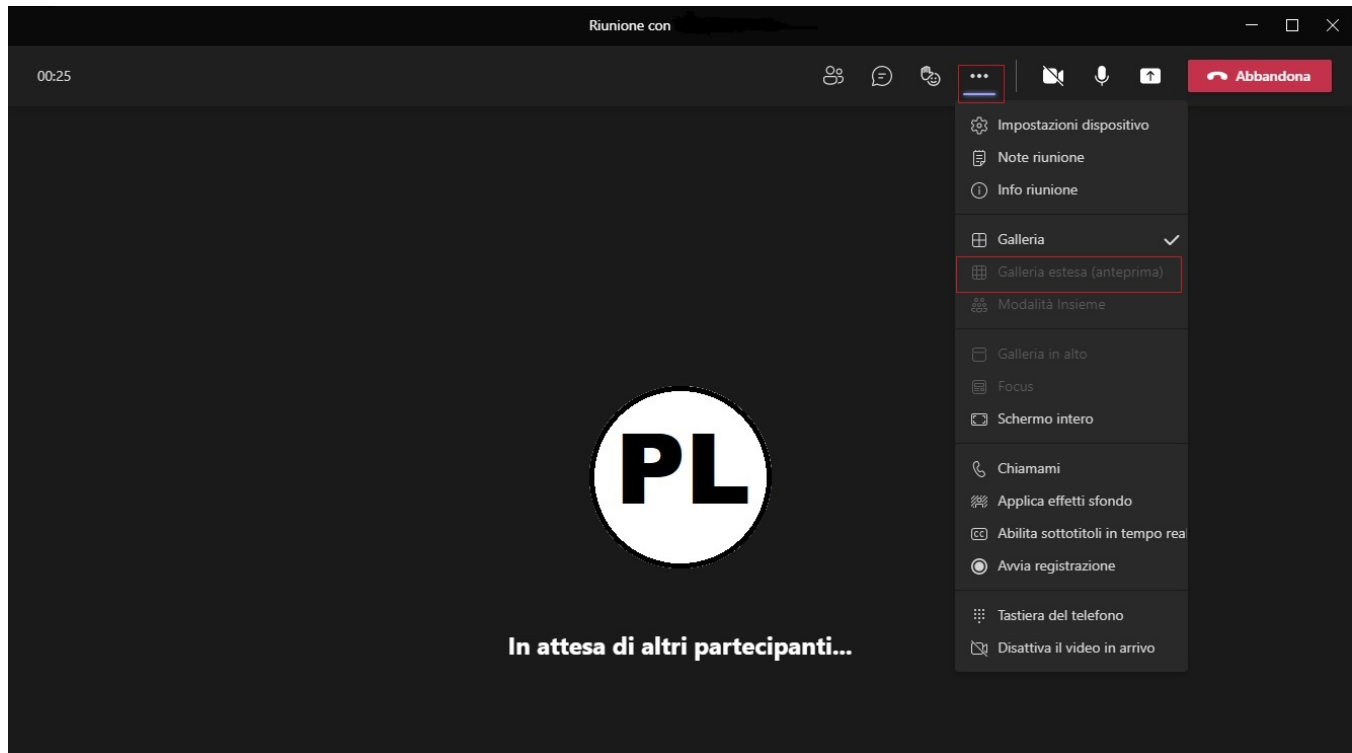 Riunione con
00:25
Abbandona
Impostazioni dispositivo
Note riunione
Info riunione
Galleria
Galleria estesa (anteprima)
Modalità Insieme
Galleria in alto
Focus
Schermo intero
Chiamami
Applica effetti sfondo
CC Abilita sottotitoli in tempo rea
Avvia registrazione
Tastiera del telefono
Disattiva il video in arrivo
PL
In attesa di altri partecipanti...